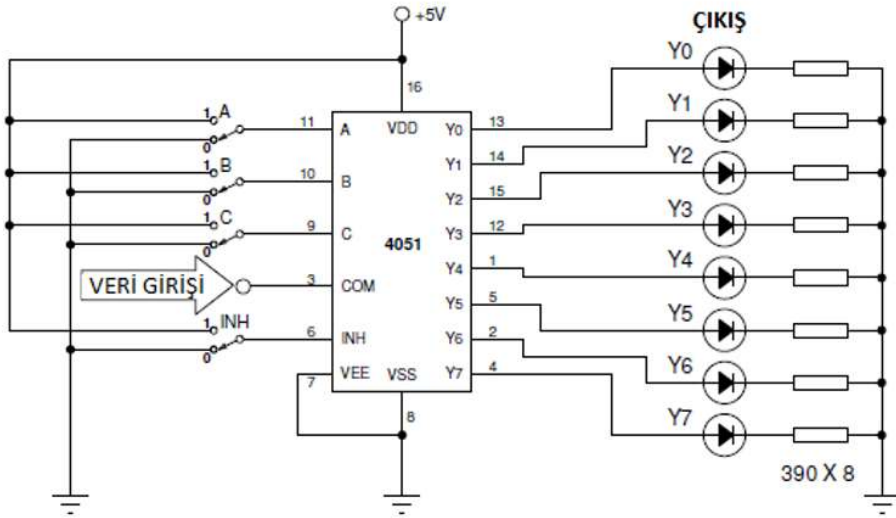 +5V
ÇIKIŞ
Y0
16
1 A
11 A VDD Y0 13
0
Y1
14 Y1
1 B
Y2
10 B
0
Y2 15
1 C
Y3
9 C
Y3 12
0
4051
Y4
VERİ GİRİŞİ
3 COM
Y4 1
Y5 5
Y5
1 INH
6 INH
Y6 2
0
Y6
7 VEE VSS Y7 4
8
Y7
390 X 8